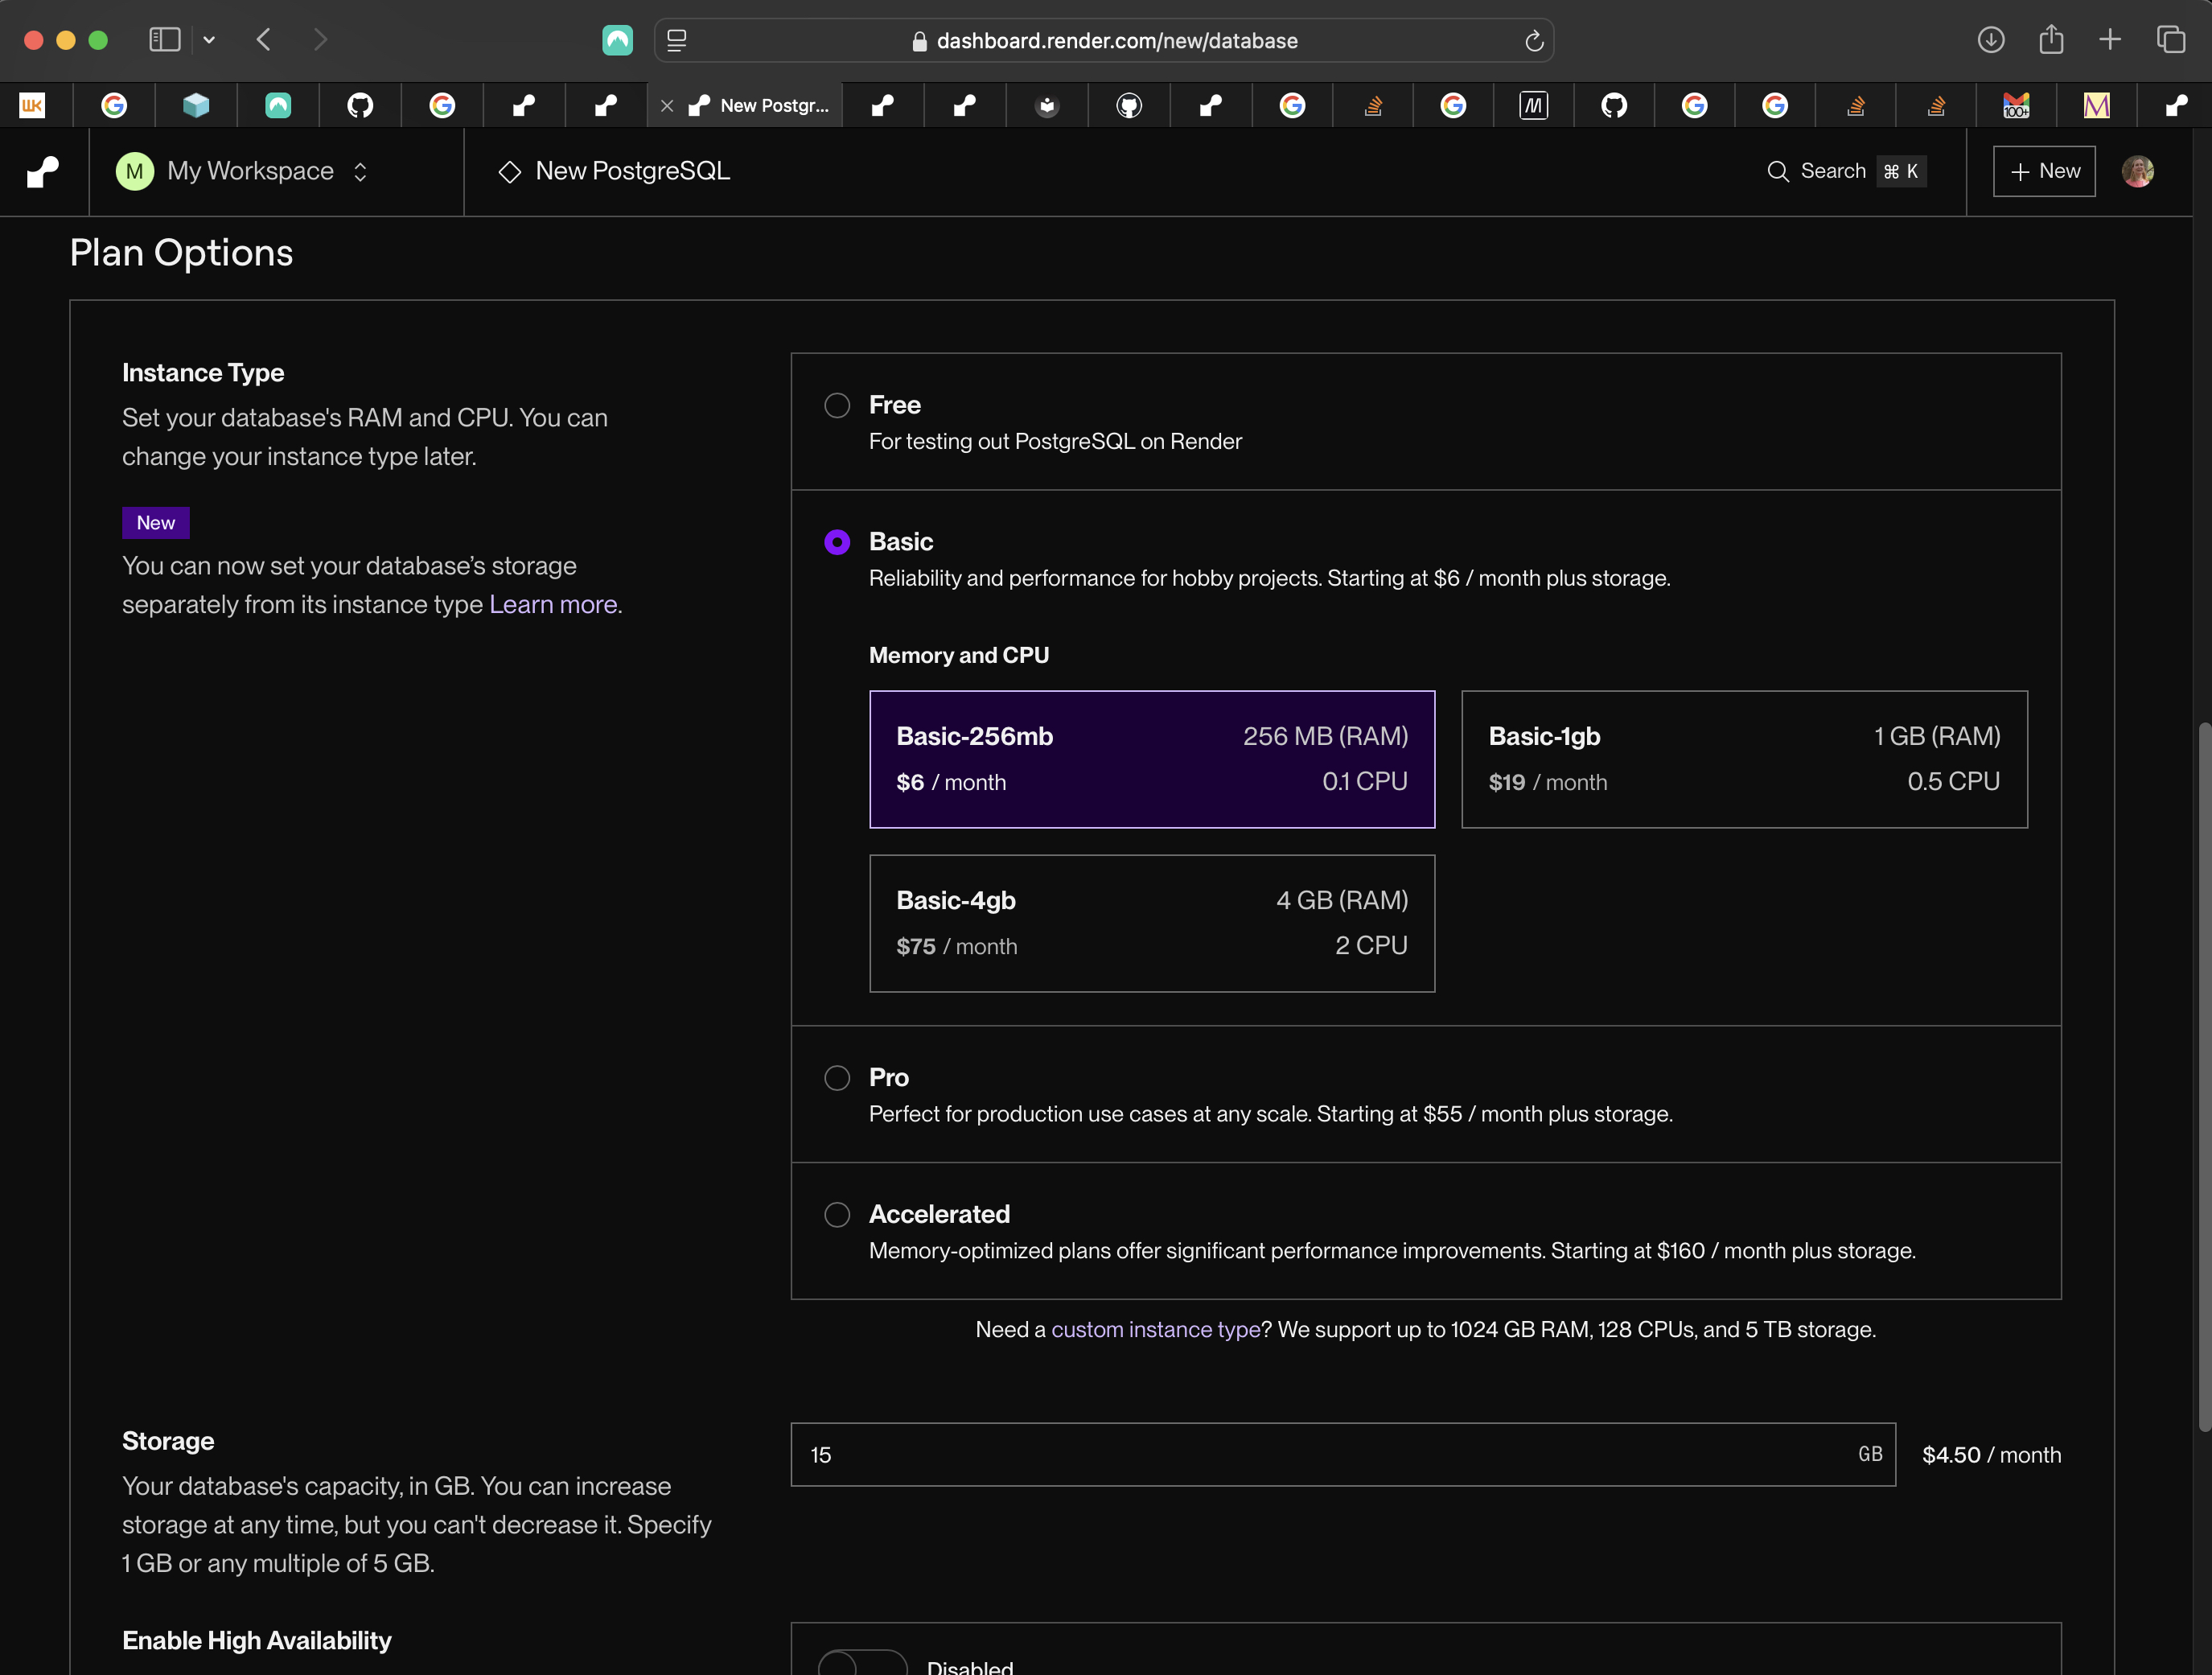 dashboard.render.com/new/database
WK
New Postgr...
M
100+
M
M
My Workspace
New PostgreSQL
Search
⌘ K
+ New
Plan Options
Instance Type
Set your database's RAM and CPU. You can
change your instance type later.
New
You can now set your database’s storage
separately from its instance type Learn more.
Free
For testing out PostgreSQL on Render
Basic
Reliability and performance for hobby projects. Starting at $6 / month plus storage.
Memory and CPU
Basic-256mb 256 MB (RAM)
$6 / month 0.1 CPU
Basic-1gb 1 GB (RAM)
$19 / month 0.5 CPU
Basic-4gb 4 GB (RAM)
$75 / month 2 CPU
Pro
Perfect for production use cases at any scale. Starting at $55 / month plus storage.
Accelerated
Memory-optimized plans offer significant performance improvements. Starting at $160 / month plus storage.
Need a custom instance type? We support up to 1024 GB RAM, 128 CPUs, and 5 TB storage.
Storage
Your database's capacity, in GB. You can increase
storage at any time, but you can't decrease it. Specify
1 GB or any multiple of 5 GB.
15 GB
$4.50 / month
Enable High Availability
Disabled